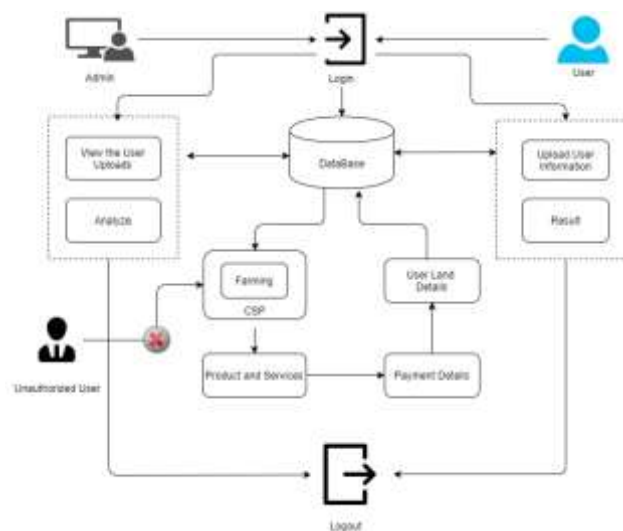 Admin
Login
User
View the User
Uploads
DataBase
Upload User
Information
Analyze
Result
Farming
CSP
User Land
Details
Unauthorized User
Product and Services
Payment Details
Logout